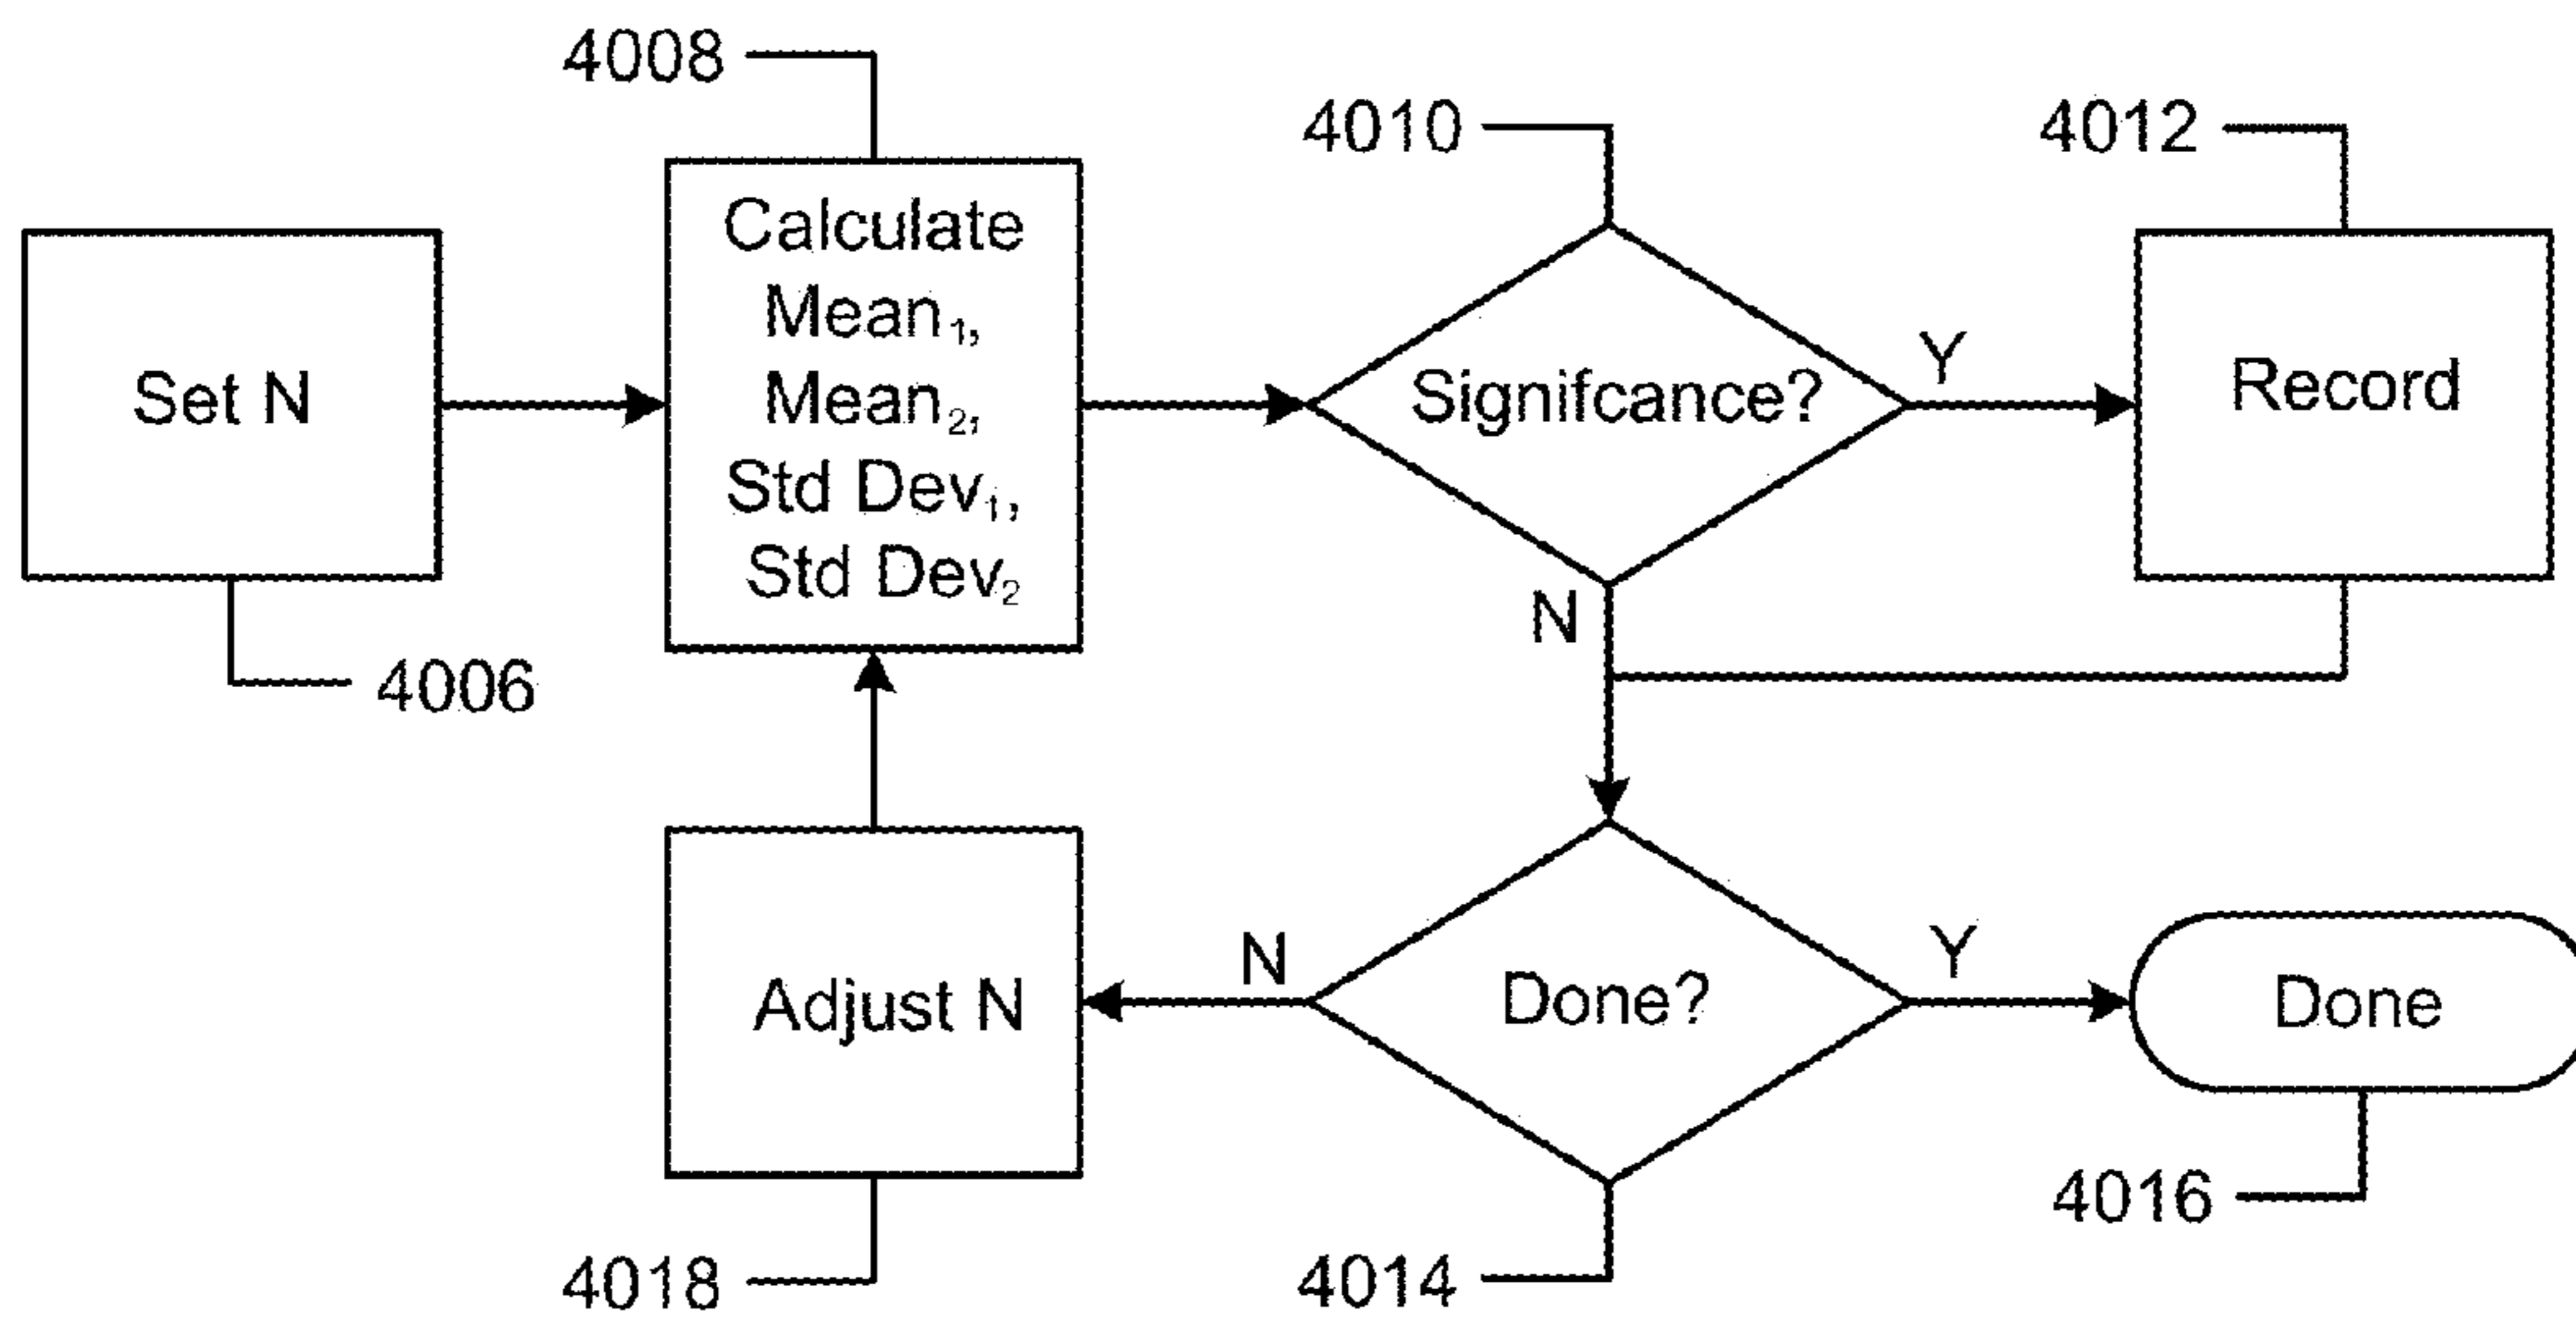 4008
4010
4012
Set N
Calculate
Mean₁,
Mean₂,
Std Dev₁,
Std Dev₂
Signifcance?
Y
Record
N
4006
Adjust N
N
Done?
Y
Done
4018
4014
4016